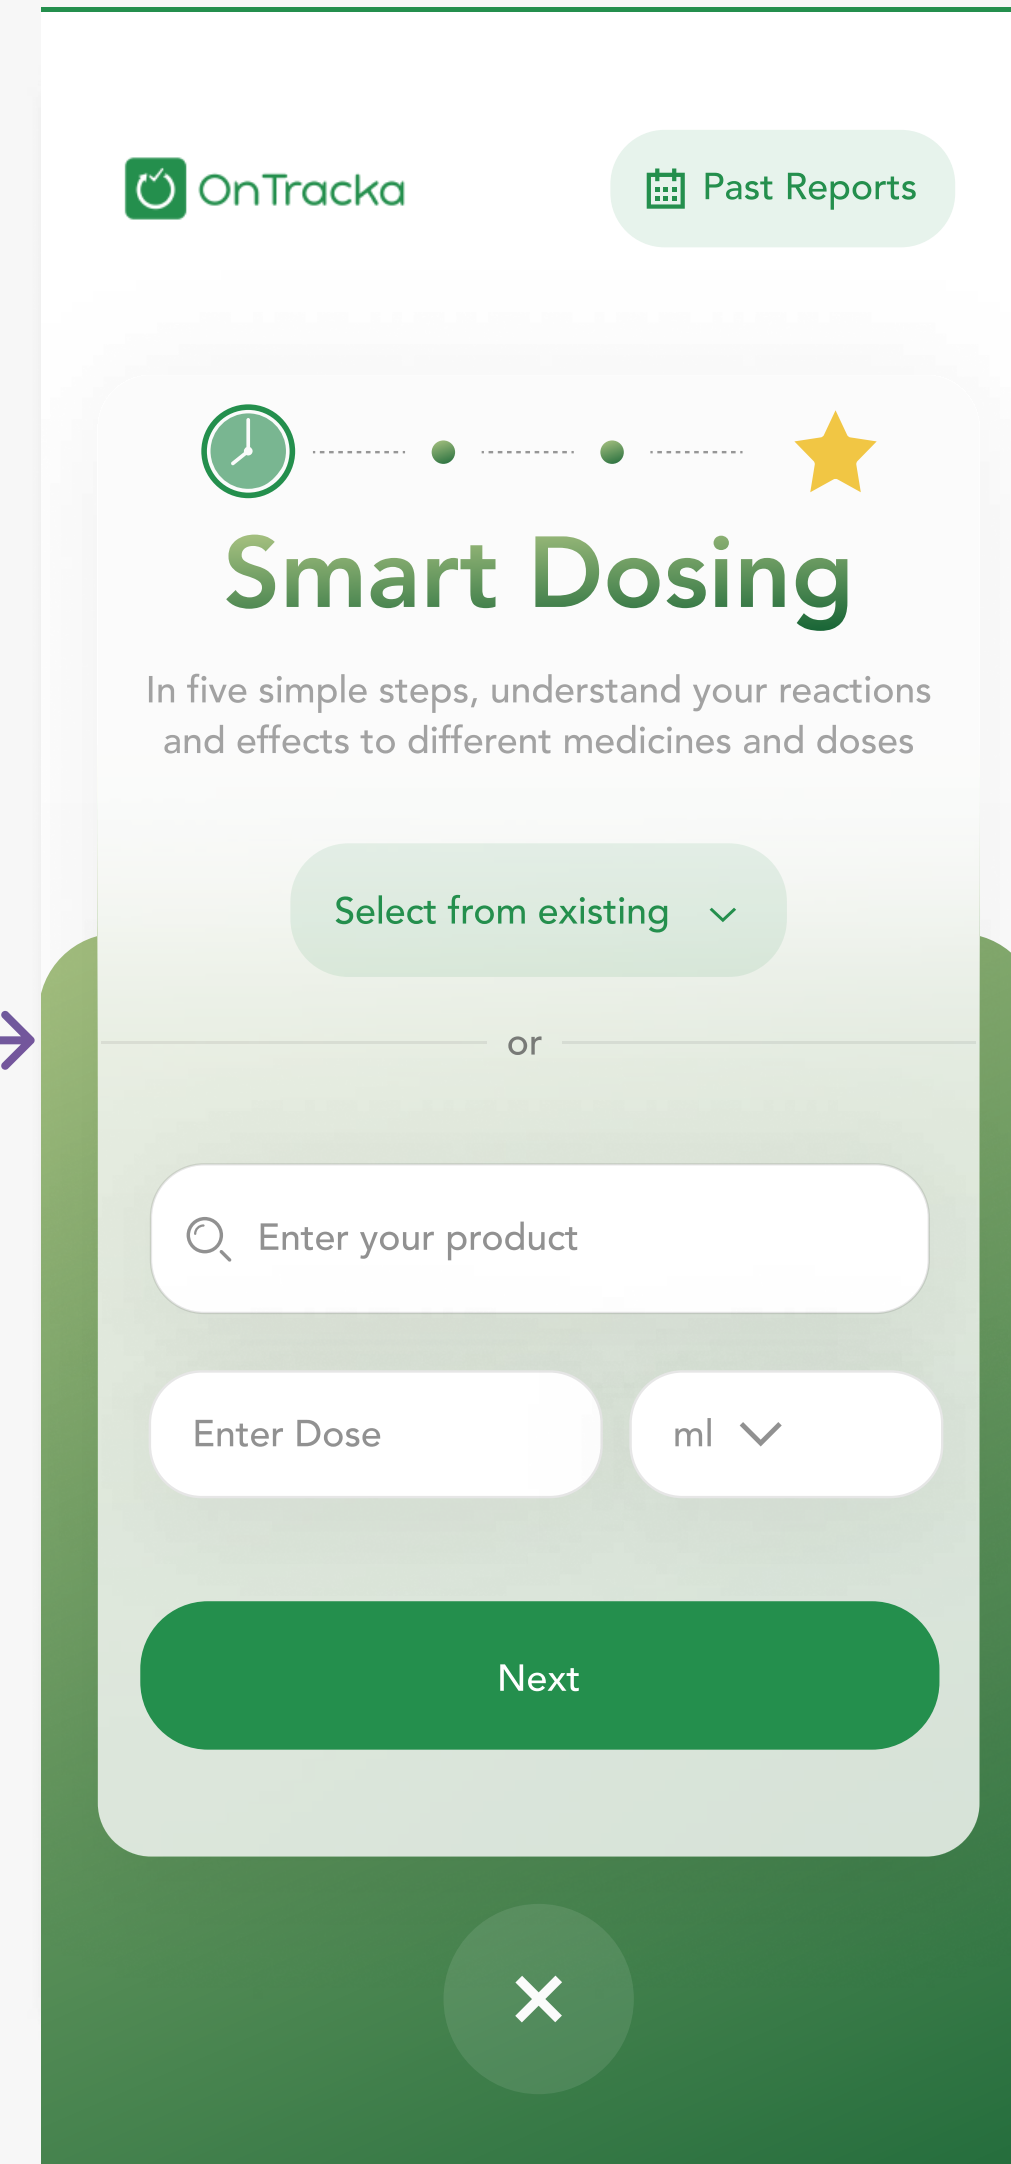 OnTracka
Past Reports
Smart Dosing
In five simple steps, understand your reactions
and effects to different medicines and doses
Select from existing
or
Enter your product
Enter Dose
ml
Next